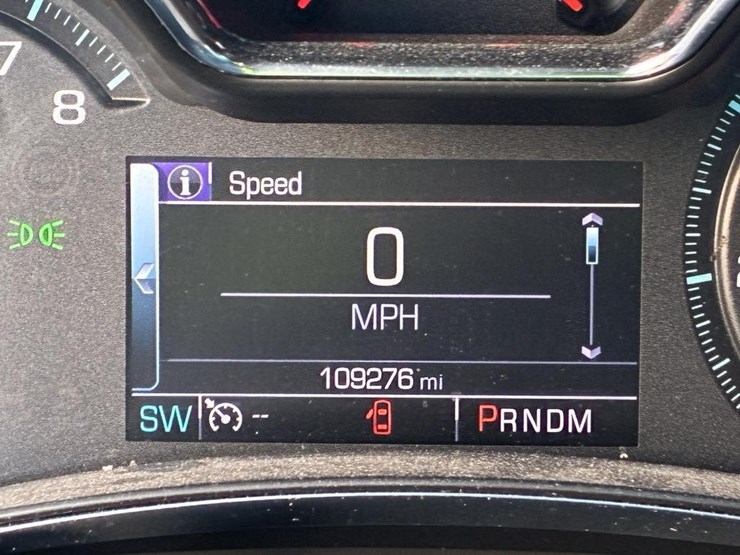 7
8
i Speed
0
MPH
109276 mi
SW -- PRNDM